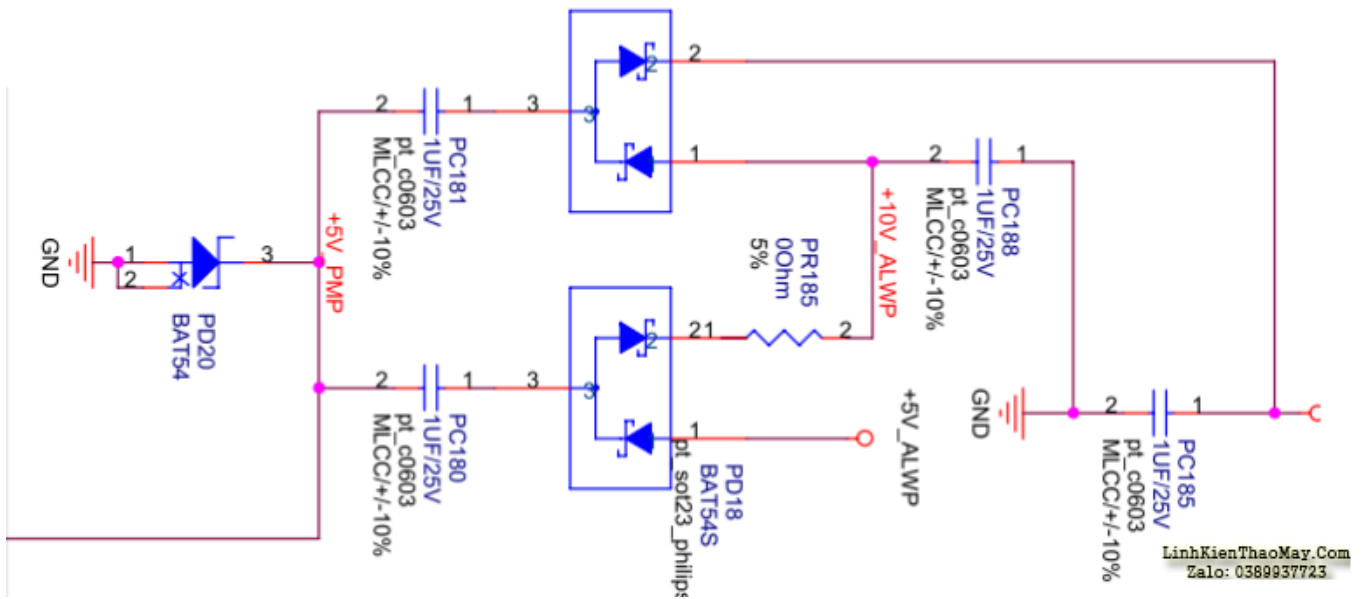 2
2
1
3
3
2
PC181
1UF/25V
pt_c0603
MLCC/+/-10%
1
2
1
PC188
1UF/25V
pt_c0603
MLCC/+/-10%
+10V_ALWP
PR185
0Ohm
5%
+5V_PMP
GND
1
2
3
PD20
BAT54
21
2
2
2
1
3
3
PC180
1UF/25V
pt_c0603
MLCC/+/-10%
1
PD18
BAT54S
pt_sot23_philips
+5V_ALWP
GND
2
1
PC185
1UF/25V
pt_c0603
MLCC/+/-10%
LinhKienThaoMay.Com
Zalo: 0389937723